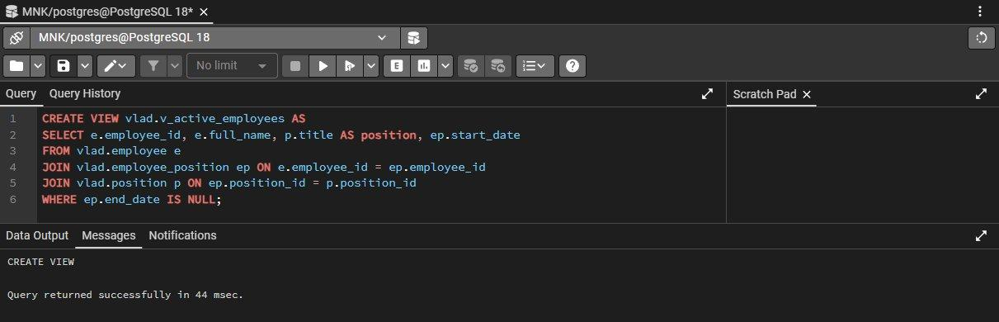 MNK/postgres@PostgreSQL 18*
MNK/postgres@PostgreSQL 18
No limit
E
Query Query History
Scratch Pad
1 CREATE VIEW vlad.v_active_employees AS
2 SELECT e.employee_id, e.full_name, p.title AS position, ep.start_date
3 FROM vlad.employee e
4 JOIN vlad.employee_position ep ON e.employee_id = ep.employee_id
5 JOIN vlad.position p ON ep.position_id = p.position_id
6 WHERE ep.end_date IS NULL;
Data Output Messages Notifications
CREATE VIEW
Query returned successfully in 44 msec.